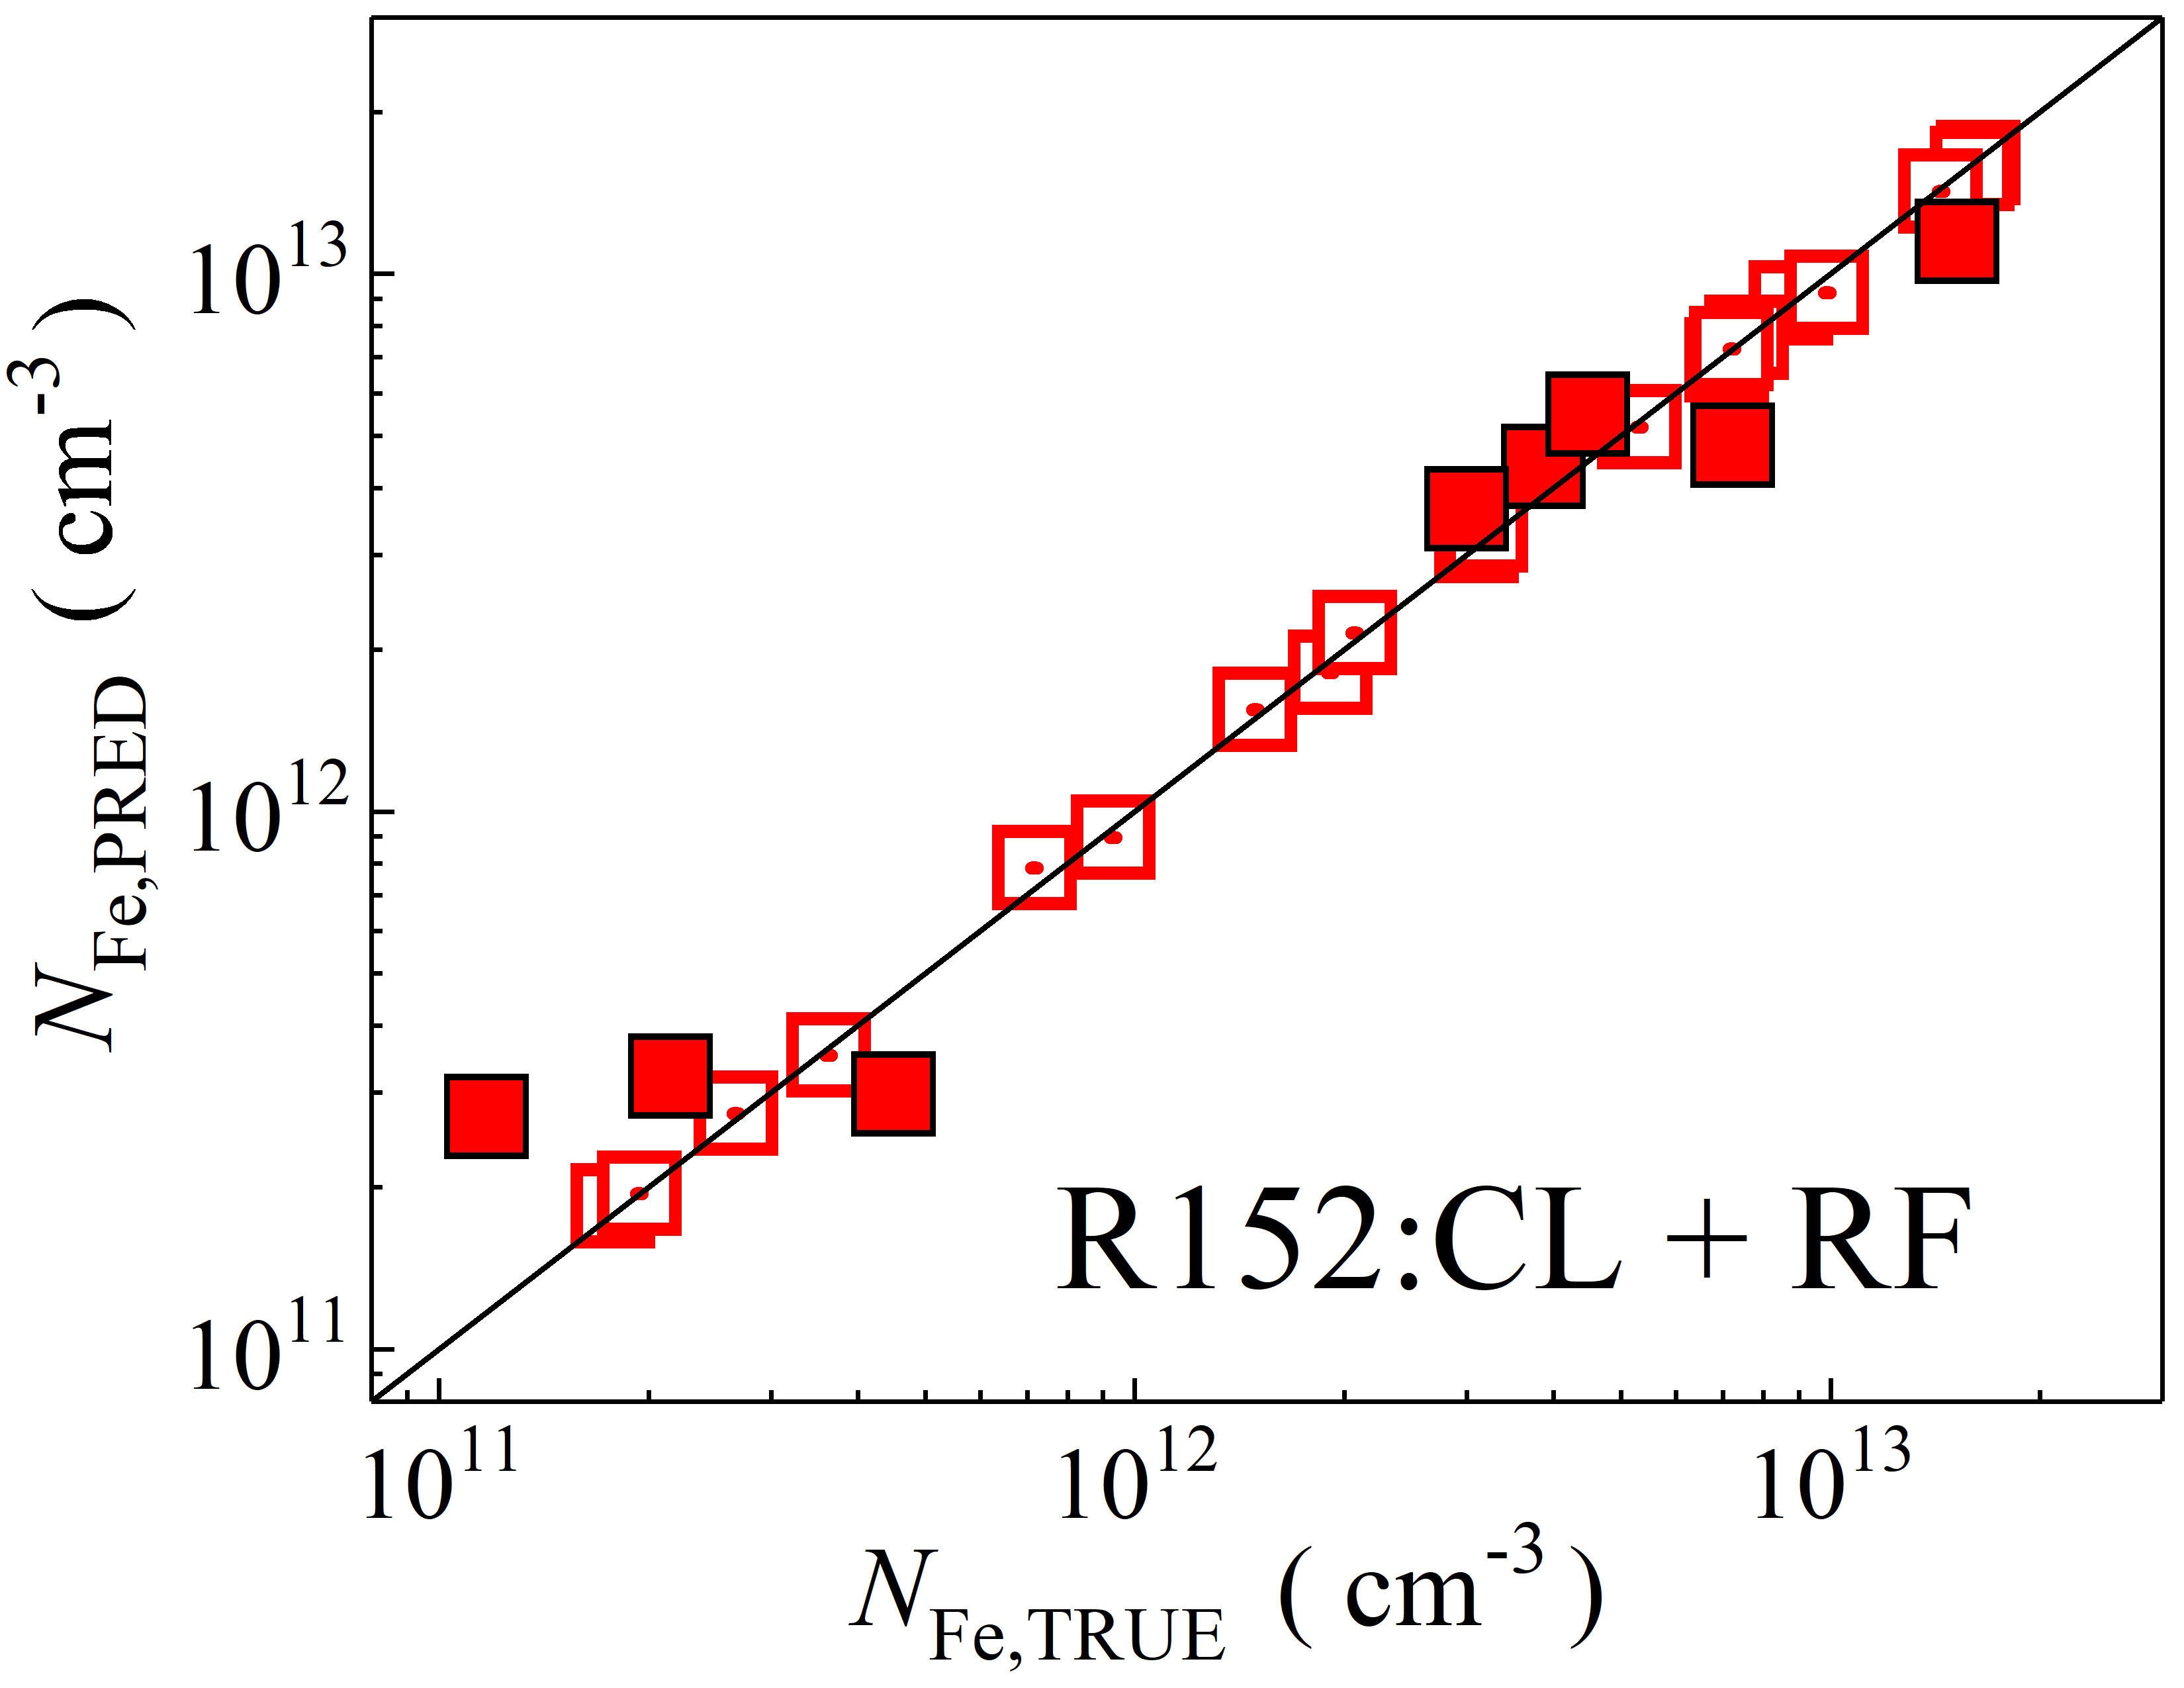 N_Fe,PRED ( cm^-3 )
10^13
10^12
10^11
R152:CL + RF
10^11 10^12 10^13
N_Fe,TRUE ( cm^-3 )